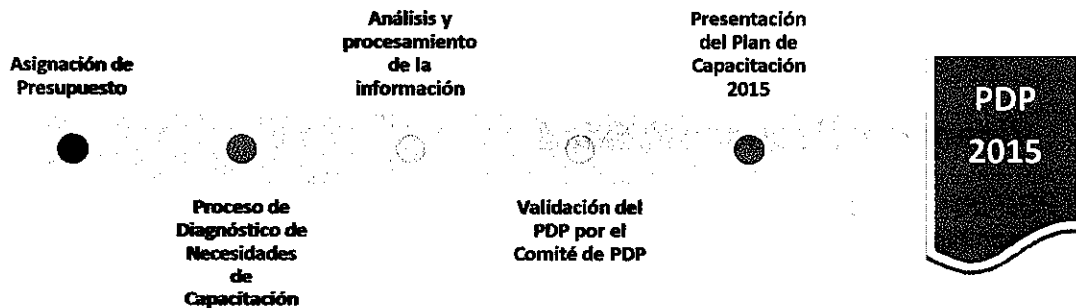 Asignación de
Presupuesto
Proceso de
Diagnóstico de
Necesidades
de
Capacitación
Análisis y
procesamiento
de la
información
Validación del
PDP por el
Comité de PDP
Presentación
del Plan de
Capacitación
2015
PDP
2015